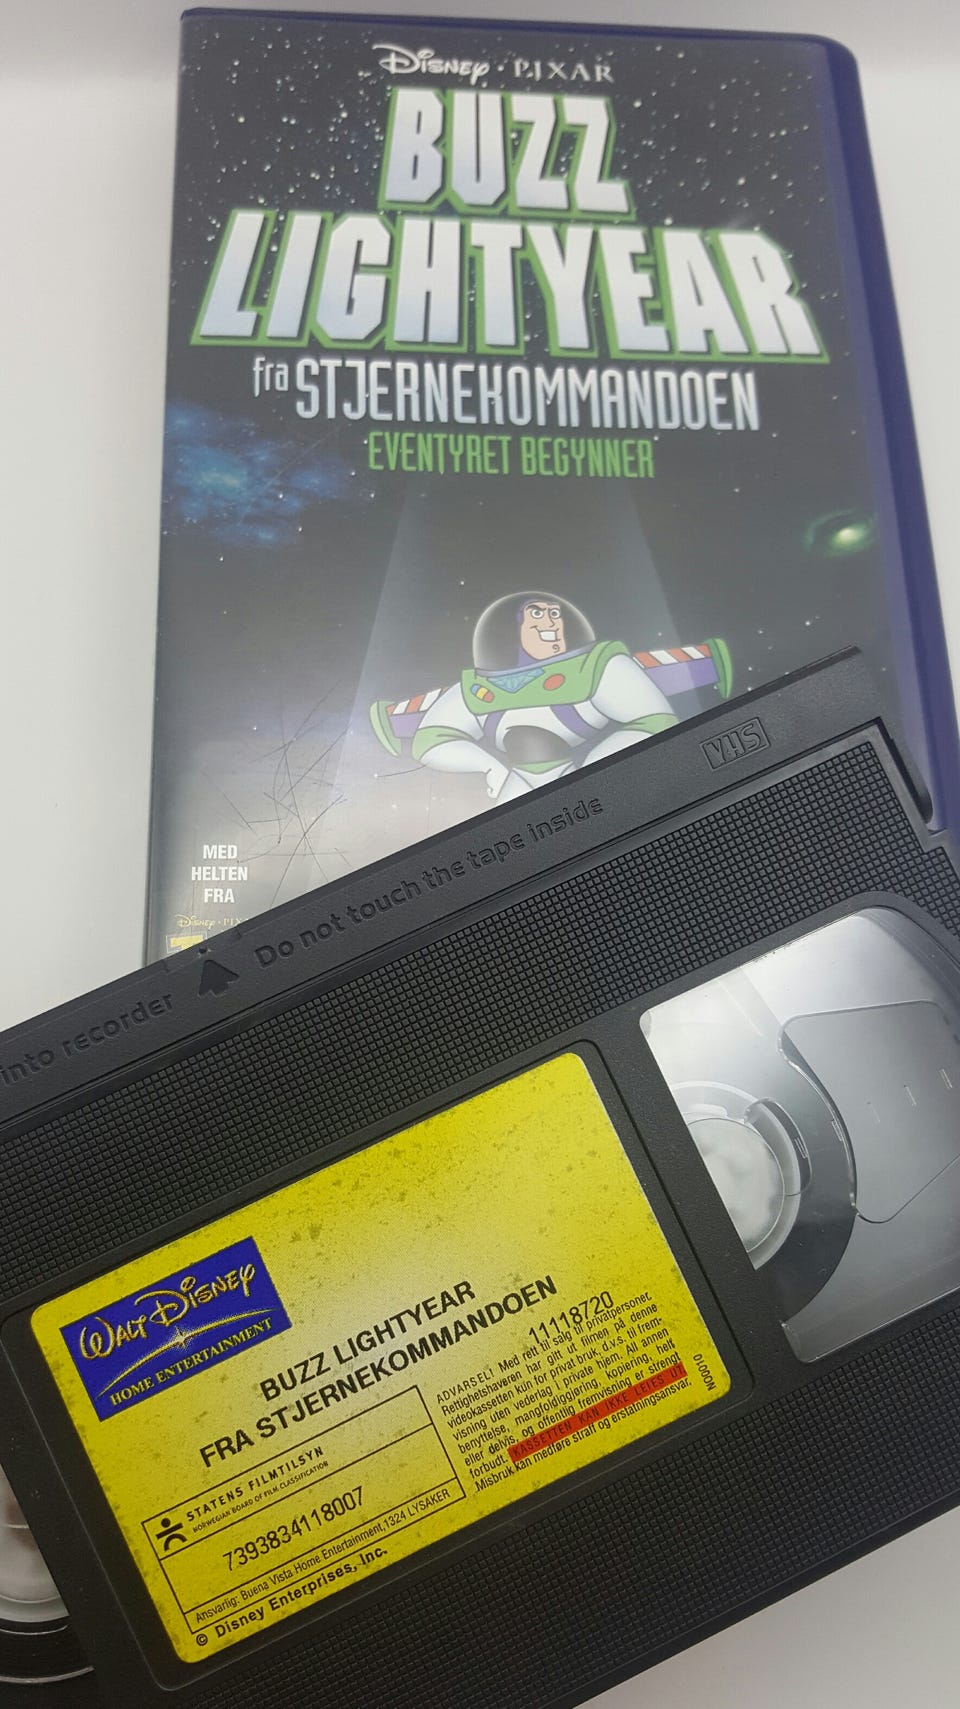 Disney · PIXAR
BUZZ
LIGHTYEAR
fra STJERNEKOMMANDOEN
EVENTYRET BEGYNNER
MED
HELTEN
FRA
Disney · PIX
VHS
into recorder Do not touch the tape inside
WALT DISNEY
HOME ENTERTAINMENT
BUZZ LIGHTYEAR
FRA STJERNEKOMMANDOEN
11118720
STATENS FILMTILSYN
NORWEGIAN BOARD OF FILM CLASSIFICATION
7393834118007
Ansvarlig: Buena Vista Home Entertainment, 1324 LYSAKER
© Disney Enterprises, Inc.
ADVARSEL! Med rett til salg til privatpersoner.
Rettighetshaveren har gitt ut filmen på denne
videokassetten kun for privat bruk, d.v.s. til frem-
visning uten vederlag i private hjem. All annen
benyttelse, mangfoldiggjøring, kopiering, helt
eller delvis, og offentlig fremvisning er strengt
forbudt. KASSETTEN KAN IKKE LEIES UT.
Misbruk kan medføre straff og erstatningsansvar.
NO0010